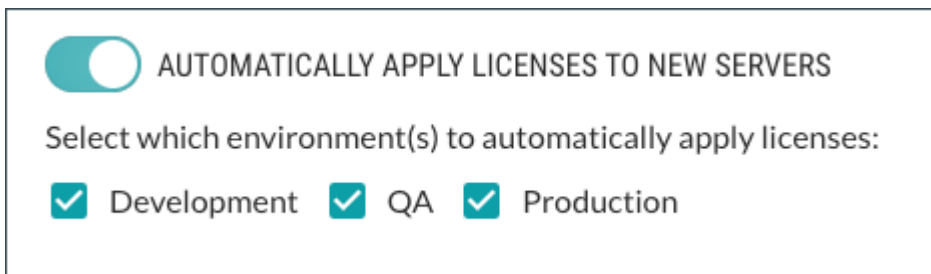 AUTOMATICALLY APPLY LICENSES TO NEW SERVERS
Select which environment(s) to automatically apply licenses:
Development QA Production